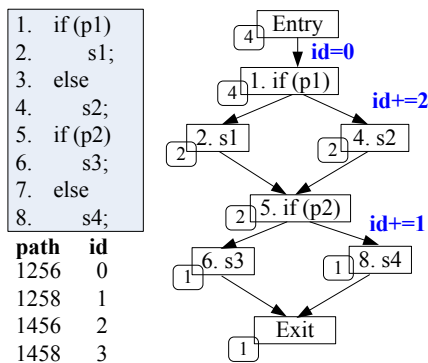 1. if (p1)
2. s1;
3. else
4. s2;
5. if (p2)
6. s3;
7. else
8. s4;
path id
1256 0
1258 1
1456 2
1458 3
Entry
4
id=0
1. if (p1)
4
id+=2
2. s1
2
4. s2
2
5. if (p2)
2
id+=1
6. s3
1
8. s4
1
Exit
1